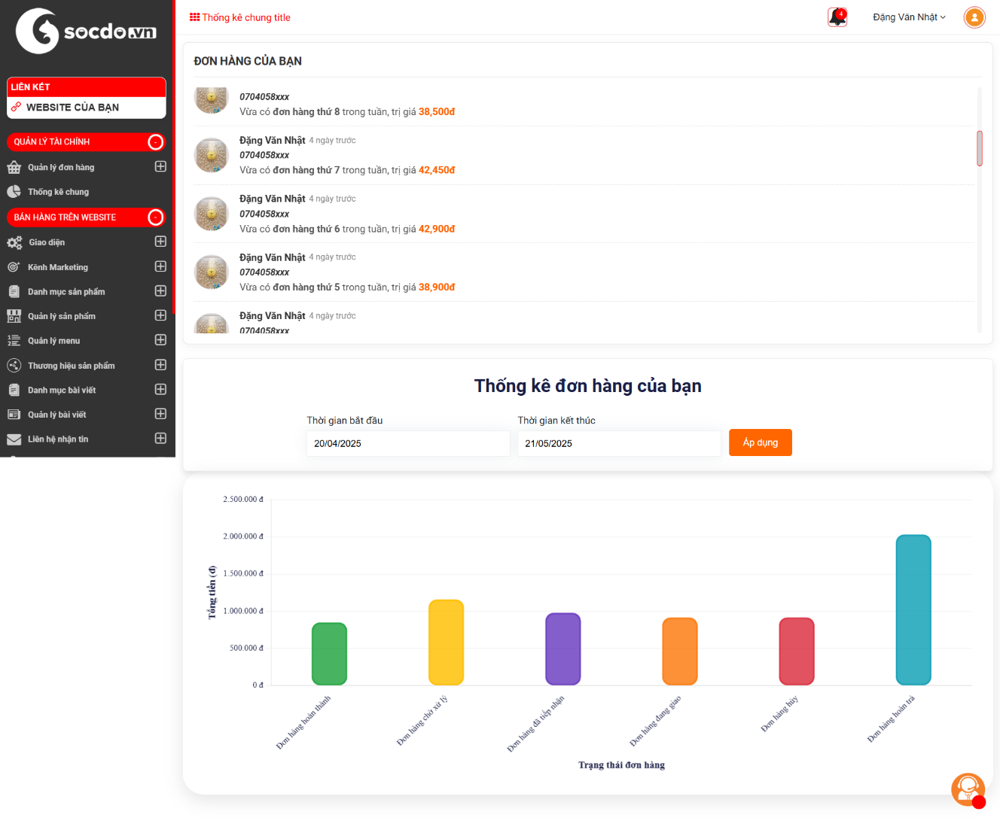 socdo.vn
LIÊN KẾT
WEBSITE CỦA BẠN
QUẢN LÝ TÀI CHÍNH
-
Quản lý đơn hàng
Thống kê chung
BÁN HÀNG TRÊN WEBSITE
-
Giao diện
Kênh Marketing
Danh mục sản phẩm
Quản lý sản phẩm
Quản lý menu
Thương hiệu sản phẩm
Danh mục bài viết
Quản lý bài viết
Liên hệ nhận tin
Thống kê chung title
4
Đặng Văn Nhật
ĐƠN HÀNG CỦA BẠN
0704058xxx
Vừa có đơn hàng thứ 8 trong tuần, trị giá 38,500đ
Đặng Văn Nhật 4 ngày trước
0704058xxx
Vừa có đơn hàng thứ 7 trong tuần, trị giá 42,450đ
Đặng Văn Nhật 4 ngày trước
0704058xxx
Vừa có đơn hàng thứ 6 trong tuần, trị giá 42,900đ
Đặng Văn Nhật 4 ngày trước
0704058xxx
Vừa có đơn hàng thứ 5 trong tuần, trị giá 38,900đ
Đặng Văn Nhật 4 ngày trước
0704058xxx
Thống kê đơn hàng của bạn
Thời gian bắt đầu
Thời gian kết thúc
20/04/2025
21/05/2025
Áp dụng
2.500.000 đ
2.000.000 đ
1.500.000 đ
1.000.000 đ
500.000 đ
0 đ
Tổng tiền (đ)
Đơn hàng hoàn thành
Đơn hàng chờ xử lý
Đơn hàng đã tiếp nhận
Đơn hàng đang giao
Đơn hàng hủy
Đơn hàng hoàn trả
Trạng thái đơn hàng